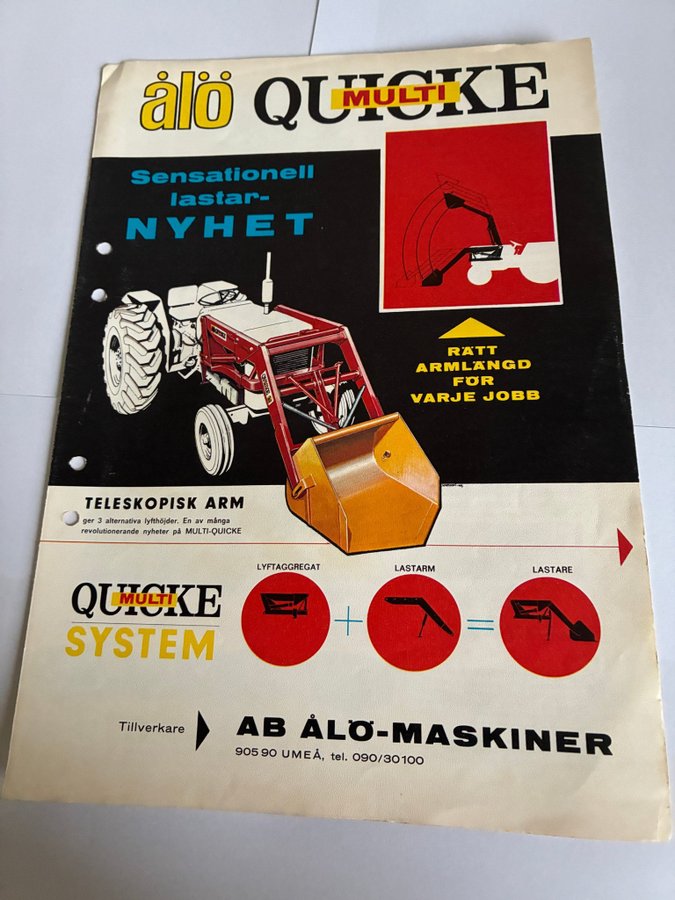 ålö QUICKE
MULTI
Sensationell
lastar-
NYHET
RÄTT
ARMLÄNGD
FÖR
VARJE JOBB
TELESKOPISK ARM
ger 3 alternativa lyfthöjder. En av många
revolutionerande nyheter på MULTI-QUICKE
LYFTAGGREGAT
LASTARM
LASTARE
QUICKE
MULTI
+
=
SYSTEM
Tillverkare
AB ÅLÖ-MASKINER
905 90 UMEÅ, tel. 090/30100